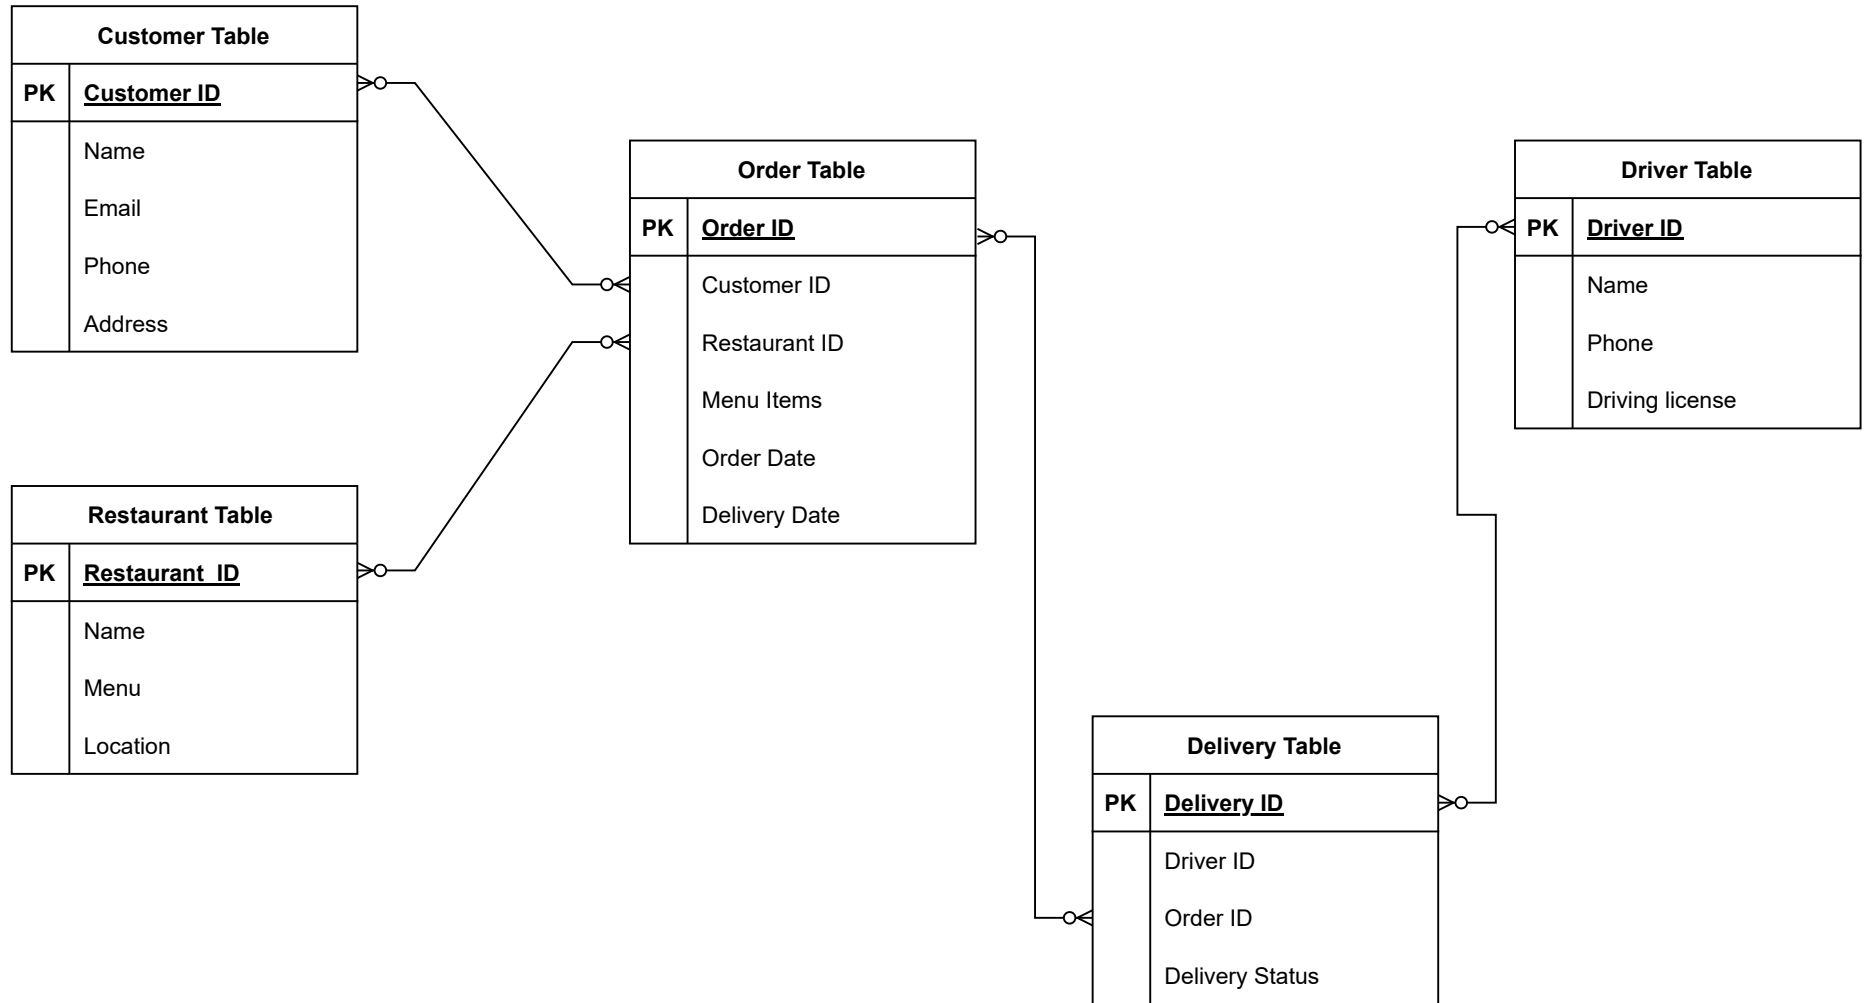 Customer Table
PK Customer ID
Name
Email
Phone
Address
Restaurant Table
PK Restaurant_ID
Name
Menu
Location
Order Table
PK Order ID
Customer ID
Restaurant ID
Menu Items
Order Date
Delivery Date
Delivery Table
PK Delivery ID
Driver ID
Order ID
Delivery Status
Driver Table
PK Driver ID
Name
Phone
Driving license